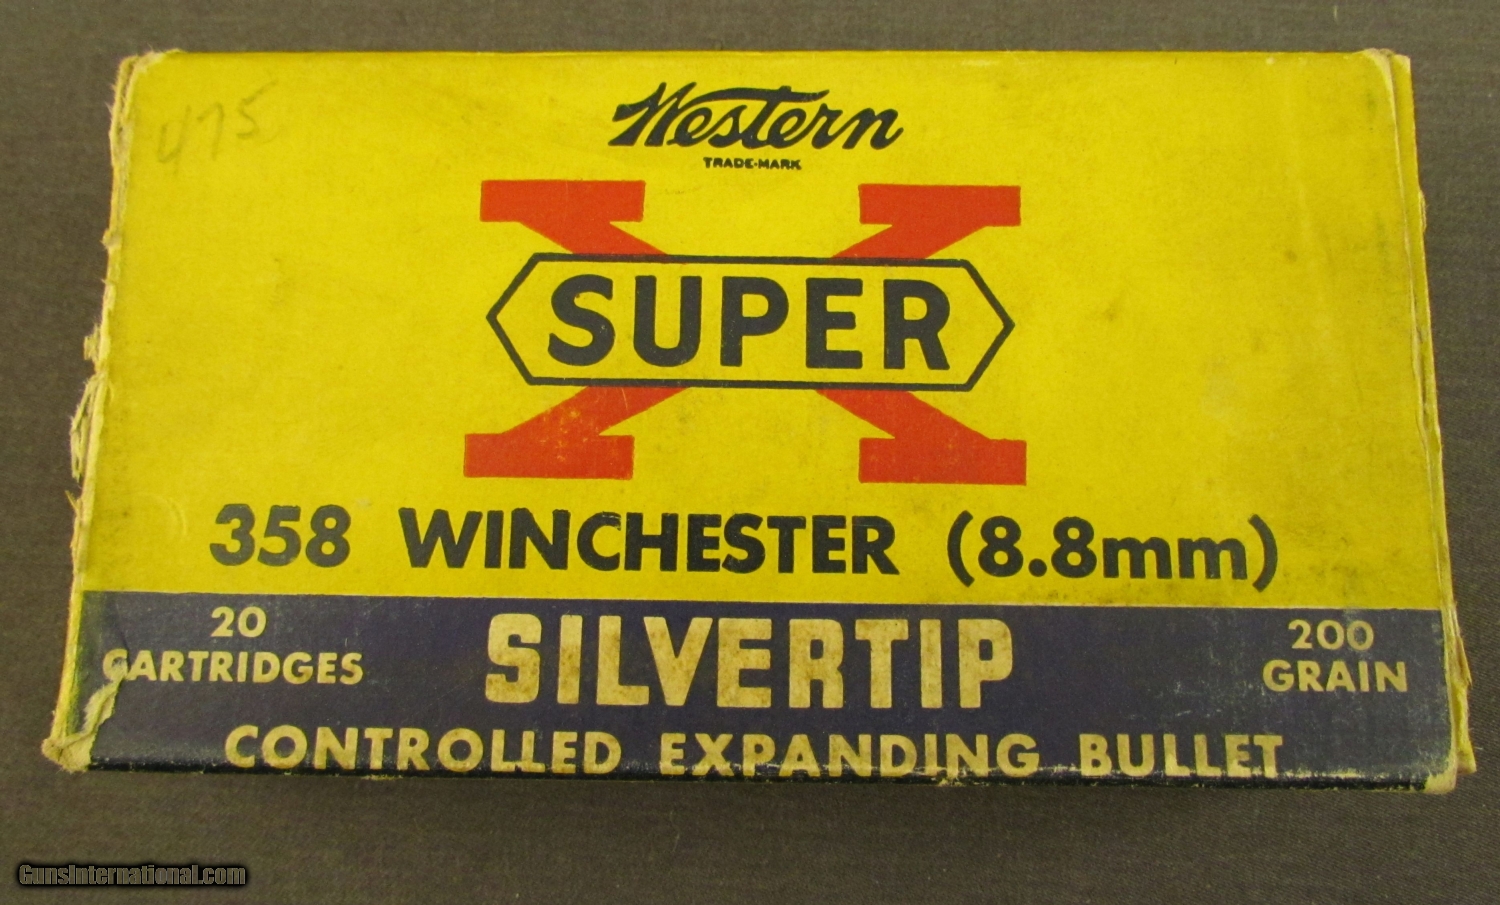 475
Western
TRADE-MARK
X
SUPER
358 WINCHESTER (8.8mm)
20
CARTRIDGES
SILVERTIP
200
GRAIN
CONTROLLED EXPANDING BULLET
GunsInternational.com